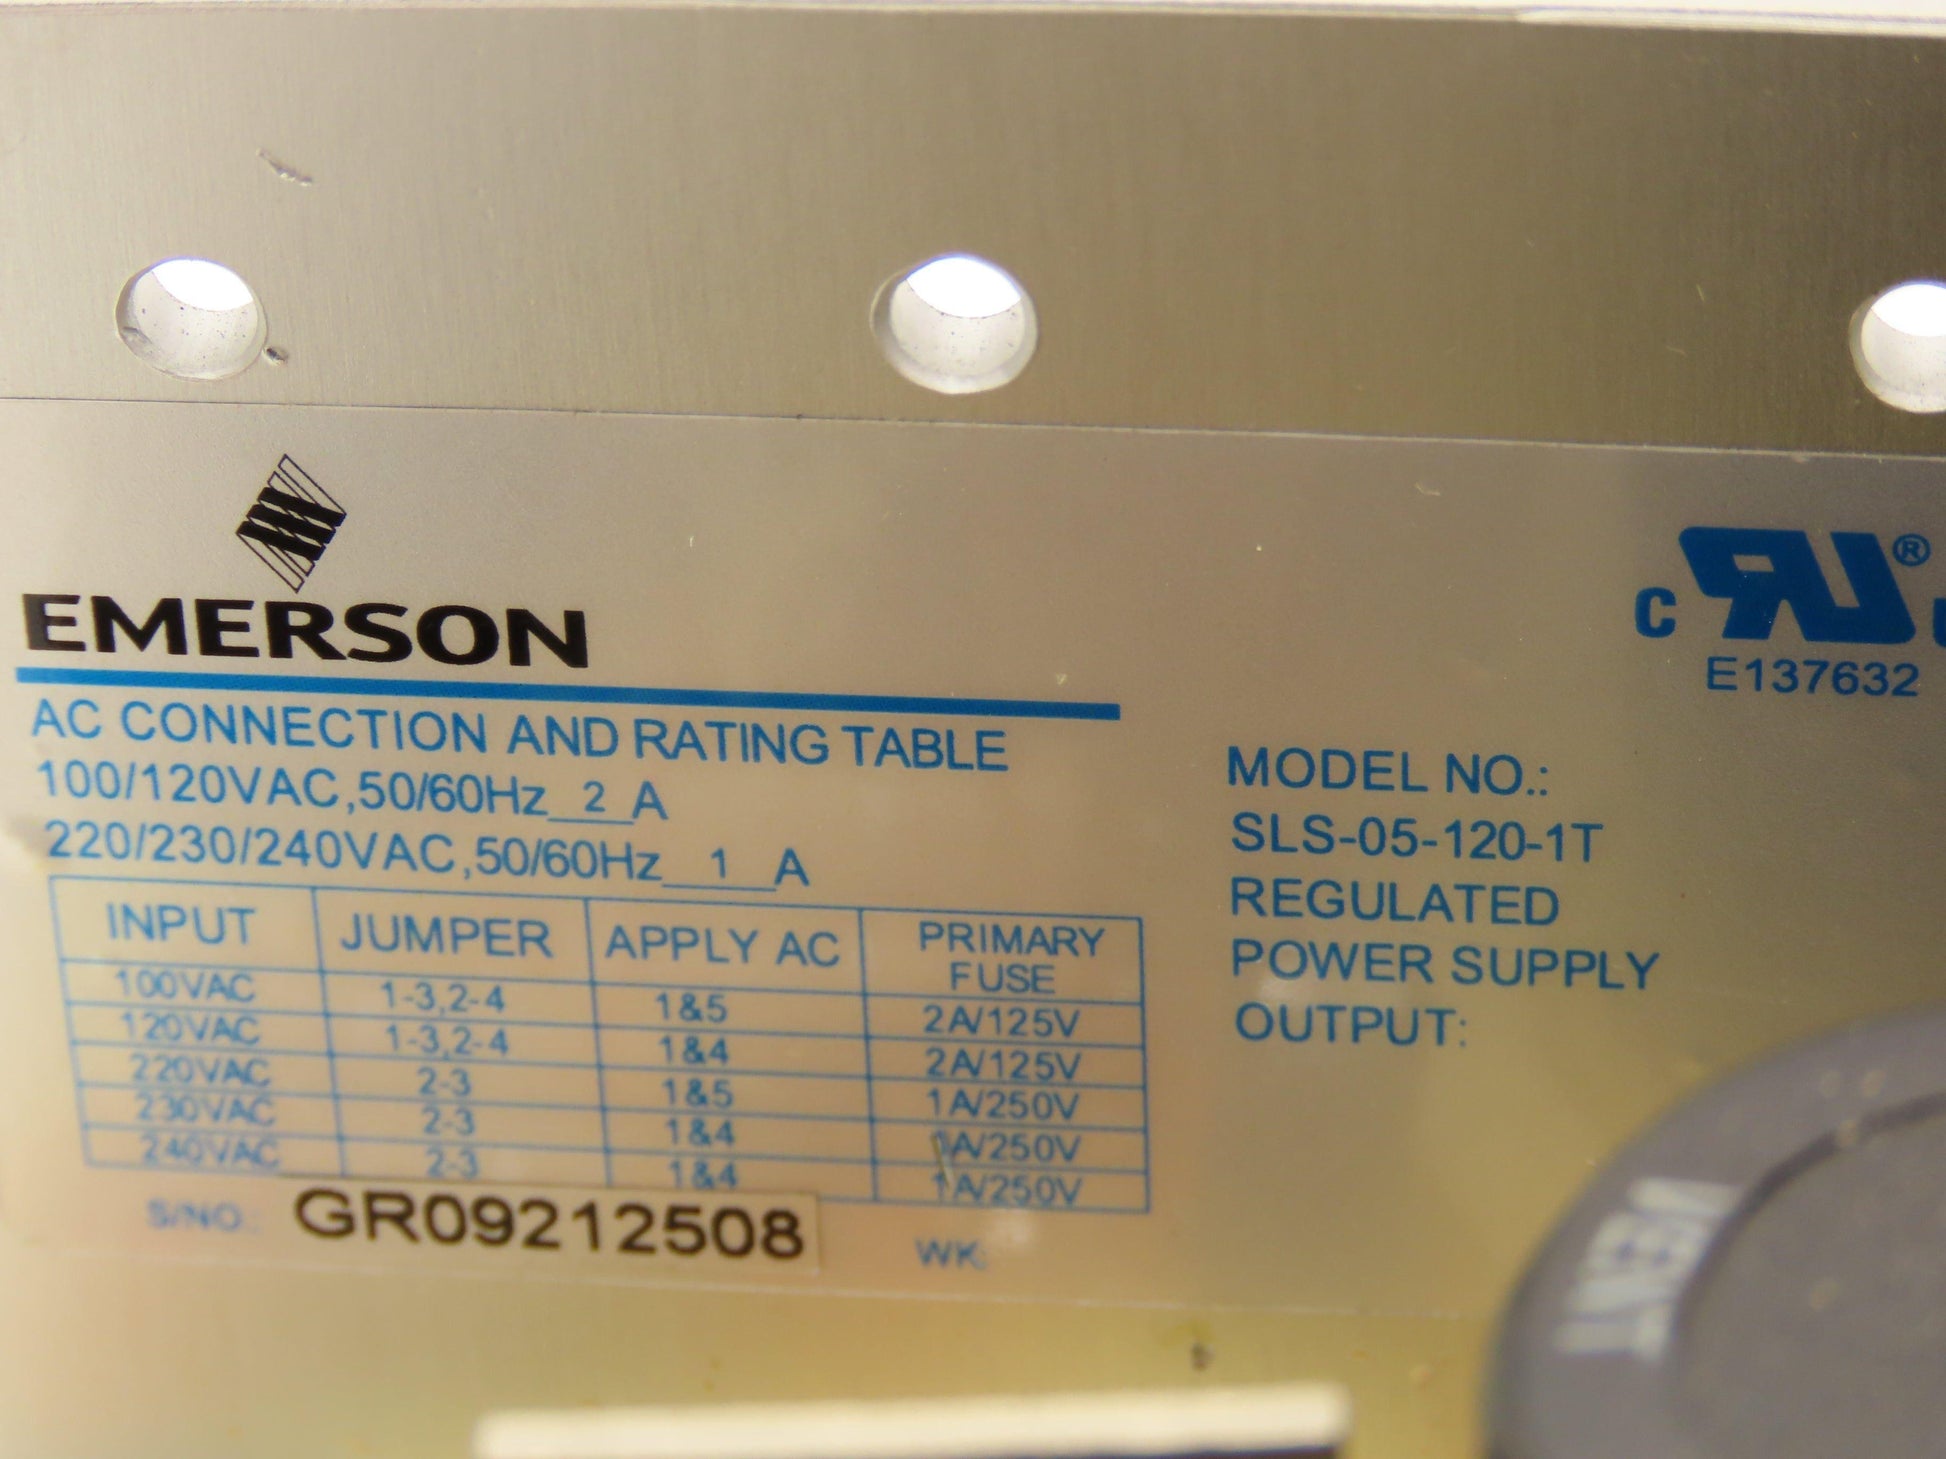 EMERSON
AC CONNECTION AND RATING TABLE
100/120VAC,50/60Hz 2 A
220/230/240VAC,50/60Hz 1 A
INPUT JUMPER APPLY AC PRIMARY FUSE
100VAC 1-3,2-4 1&5 2A/125V
120VAC 1-3,2-4 1&4 2A/125V
220VAC 2-3 1&5 1A/250V
230VAC 2-3 1&4 1A/250V
240VAC 2-3 1&4 1A/250V
S/NO.: GR09212508
WK:
C RU ®
E137632
MODEL NO.:
SLS-05-120-1T
REGULATED
POWER SUPPLY
OUTPUT:
VENT